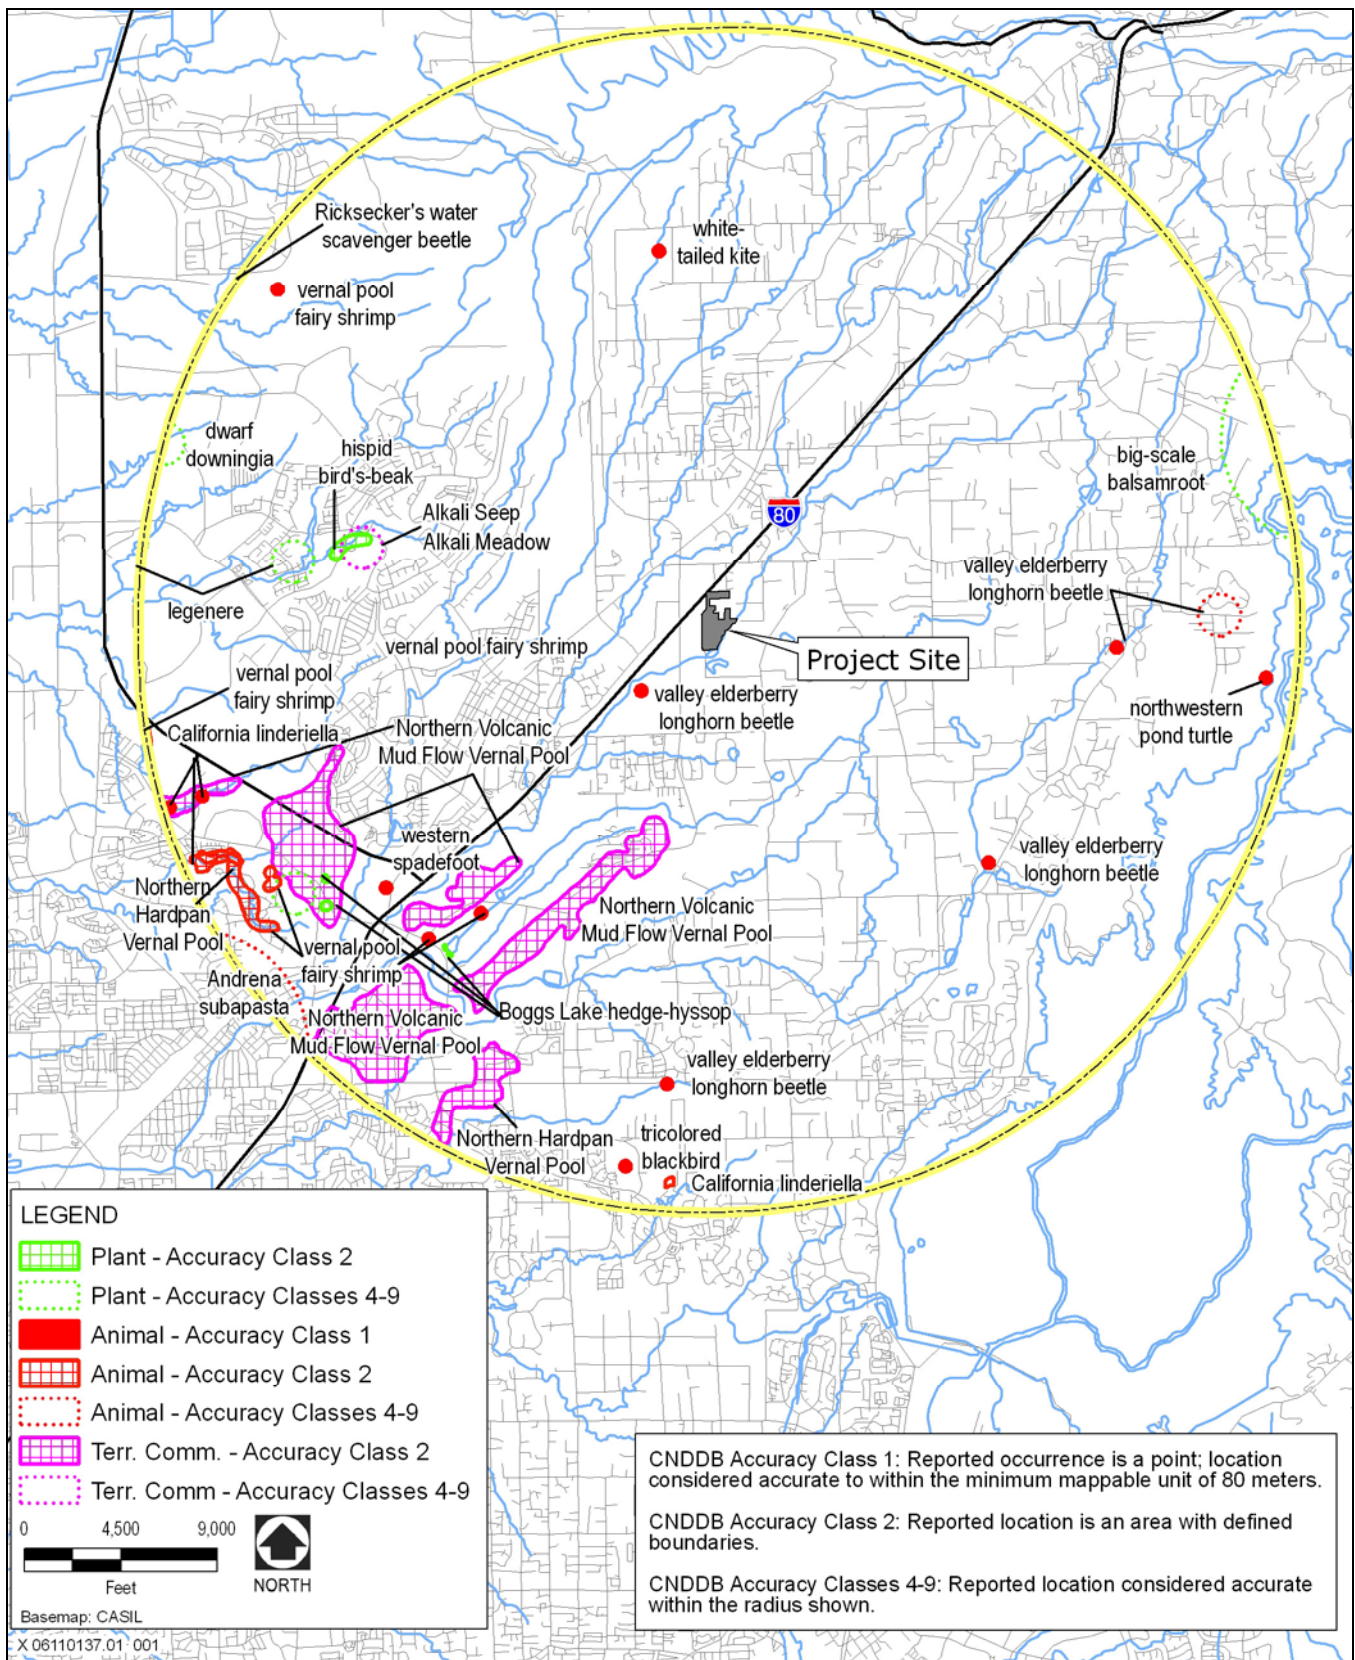 Ricksecker's water
scavenger beetle
white-
tailed kite
vernal pool
fairy shrimp
dwarf
downingia
hispid
bird's-beak
big-scale
balsamroot
Alkali Seep
Alkali Meadow
80
valley elderberry
longhorn beetle
legenere
vernal pool fairy shrimp
Project Site
vernal pool
fairy shrimp
valley elderberry
longhorn beetle
northwestern
pond turtle
California linderiella
Northern Volcanic
Mud Flow Vernal Pool
western
spadefoot
valley elderberry
longhorn beetle
Northern
Hardpan
Vernal Pool
Northern Volcanic
Mud Flow Vernal Pool
vernal pool
fairy shrimp
Andrena
subapasta
Boggs Lake hedge-hyssop
Northern Volcanic
Mud Flow Vernal Pool
valley elderberry
longhorn beetle
Northern Hardpan
Vernal Pool
tricolored
blackbird
California linderiella
LEGEND
Plant - Accuracy Class 2
Plant - Accuracy Classes 4-9
Animal - Accuracy Class 1
Animal - Accuracy Class 2
Animal - Accuracy Classes 4-9
Terr. Comm. - Accuracy Class 2
Terr. Comm - Accuracy Classes 4-9
0 4,500 9,000
Feet
NORTH
Basemap: CASIL
X 06110137.01 001
CNDDB Accuracy Class 1: Reported occurrence is a point; location
considered accurate to within the minimum mappable unit of 80 meters.
CNDDB Accuracy Class 2: Reported location is an area with defined
boundaries.
CNDDB Accuracy Classes 4-9: Reported location considered accurate
within the radius shown.